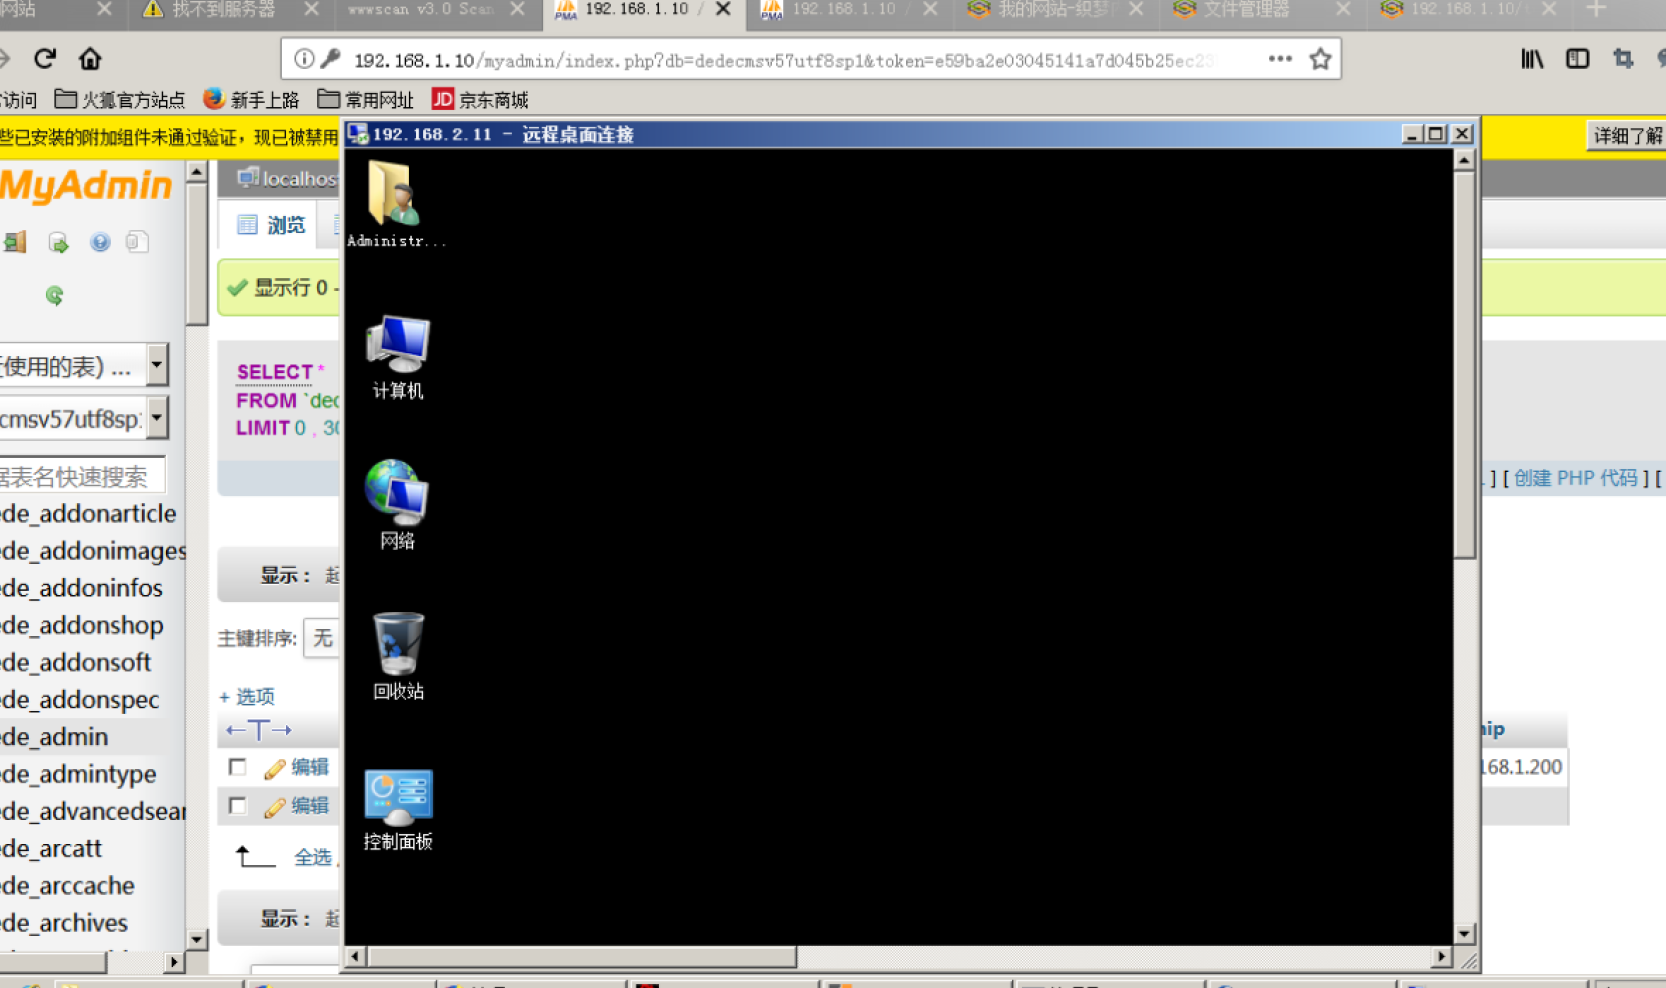 网站
找不到服务器
wwwscan v3.0 Scan
192.168.1.10 /
192.168.1.10
我的网站-织梦
文件管理器
192.168.1.10/
192.168.1.10/myadmin/index.php?db=dedecmsv57utf8sp1&token=e59ba2e03045141a7d045b25ec2
访问
火狐官方站点
新手上路
常用网址
JD 京东商城
些已安装的附加组件未通过验证，现已被禁用
详细了解
192.168.2.11 - 远程桌面连接
MyAdmin
localhos
浏览
显示行 0 -
使用的表) ...
cmsv57utf8sp
SELECT *
FROM `dec
LIMIT 0 , 30
据表名快速搜索
] [ 创建 PHP 代码 ] [
de_addonarticle
de_addonimages
de_addoninfos
de_addonshop
de_addonsoft
de_addonspec
de_admin
de_admintype
de_advancedsear
de_arcatt
de_arccache
de_archives
显示： 起
主键排序: 无
+ 选项
←T→
编辑
编辑
全选
显示： 起
ip
168.1.200
Administr...
计算机
网络
回收站
控制面板